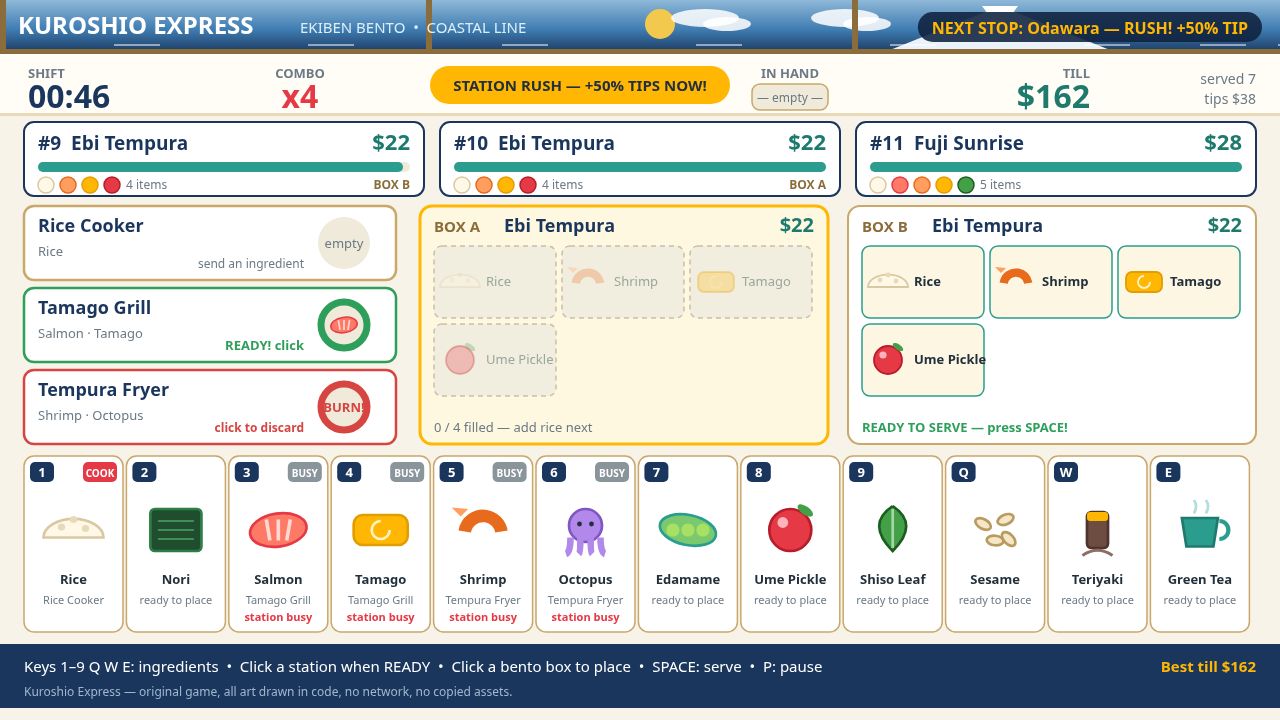 KUROSHIO EXPRESS
EKIBEN BENTO • COASTAL LINE
NEXT STOP: Odawara — RUSH! +50% TIP
SHIFT
00:46
COMBO
x4
STATION RUSH — +50% TIPS NOW!
IN HAND
— empty —
TILL
$162
served 7
tips $38
#9 Ebi Tempura $22
4 items BOX B
#10 Ebi Tempura $22
4 items BOX A
#11 Fuji Sunrise $28
5 items
Rice Cooker
Rice
send an ingredient
empty
Tamago Grill
Salmon · Tamago
READY! click
Tempura Fryer
Shrimp · Octopus
click to discard
BURN!
BOX A Ebi Tempura $22
Rice
Shrimp
Tamago
Ume Pickle
0 / 4 filled — add rice next
BOX B Ebi Tempura $22
Rice
Shrimp
Tamago
Ume Pickle
READY TO SERVE — press SPACE!
1 COOK
Rice
Rice Cooker
2
Nori
ready to place
3 BUSY
Salmon
Tamago Grill
station busy
4 BUSY
Tamago
Tamago Grill
station busy
5 BUSY
Shrimp
Tempura Fryer
station busy
6 BUSY
Octopus
Tempura Fryer
station busy
7
Edamame
ready to place
8
Ume Pickle
ready to place
9
Shiso Leaf
ready to place
Q
Sesame
ready to place
W
Teriyaki
ready to place
E
Green Tea
ready to place
Keys 1–9 Q W E: ingredients • Click a station when READY • Click a bento box to place • SPACE: serve • P: pause
Best till $162
Kuroshio Express — original game, all art drawn in code, no network, no copied assets.